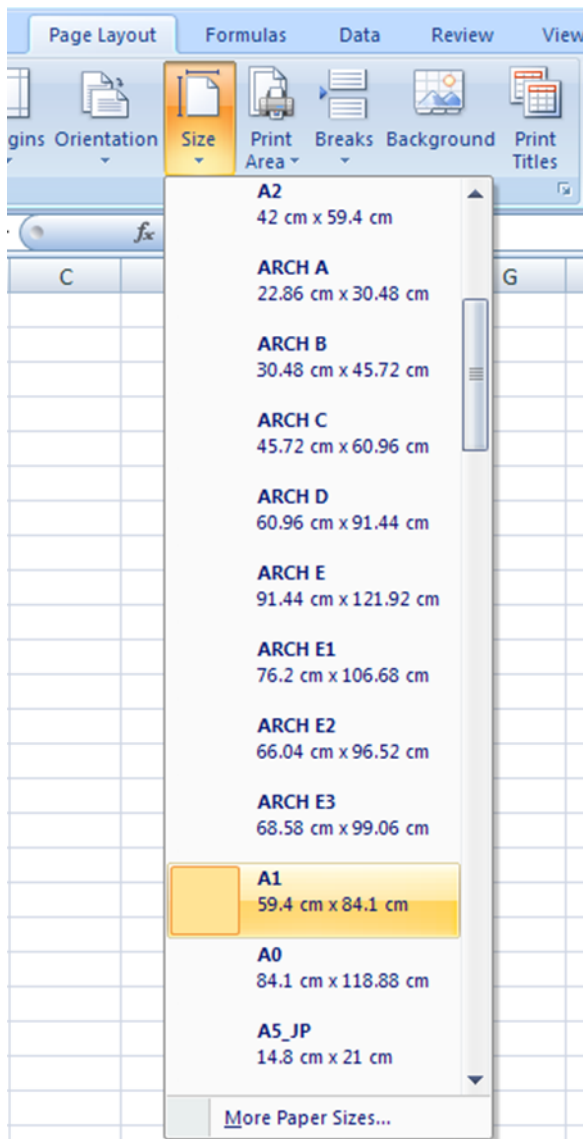 Page Layout Formulas Data Review View
gins Orientation Size Print Area Breaks Background Print Titles
fx
C G
A2
42 cm x 59.4 cm
ARCH A
22.86 cm x 30.48 cm
ARCH B
30.48 cm x 45.72 cm
ARCH C
45.72 cm x 60.96 cm
ARCH D
60.96 cm x 91.44 cm
ARCH E
91.44 cm x 121.92 cm
ARCH E1
76.2 cm x 106.68 cm
ARCH E2
66.04 cm x 96.52 cm
ARCH E3
68.58 cm x 99.06 cm
A1
59.4 cm x 84.1 cm
A0
84.1 cm x 118.88 cm
A5_JP
14.8 cm x 21 cm
More Paper Sizes...